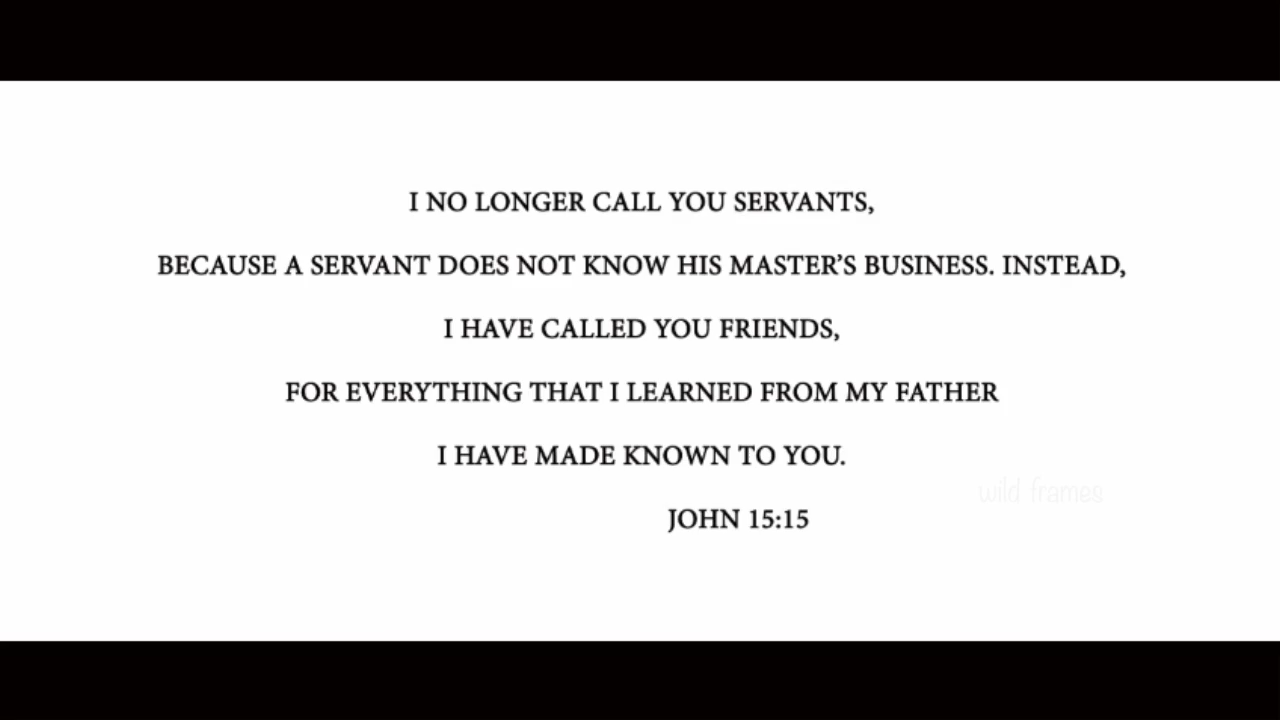 I NO LONGER CALL YOU SERVANTS,
BECAUSE A SERVANT DOES NOT KNOW HIS MASTER’S BUSINESS. INSTEAD,
I HAVE CALLED YOU FRIENDS,
FOR EVERYTHING THAT I LEARNED FROM MY FATHER
I HAVE MADE KNOWN TO YOU.
wild frames
JOHN 15:15